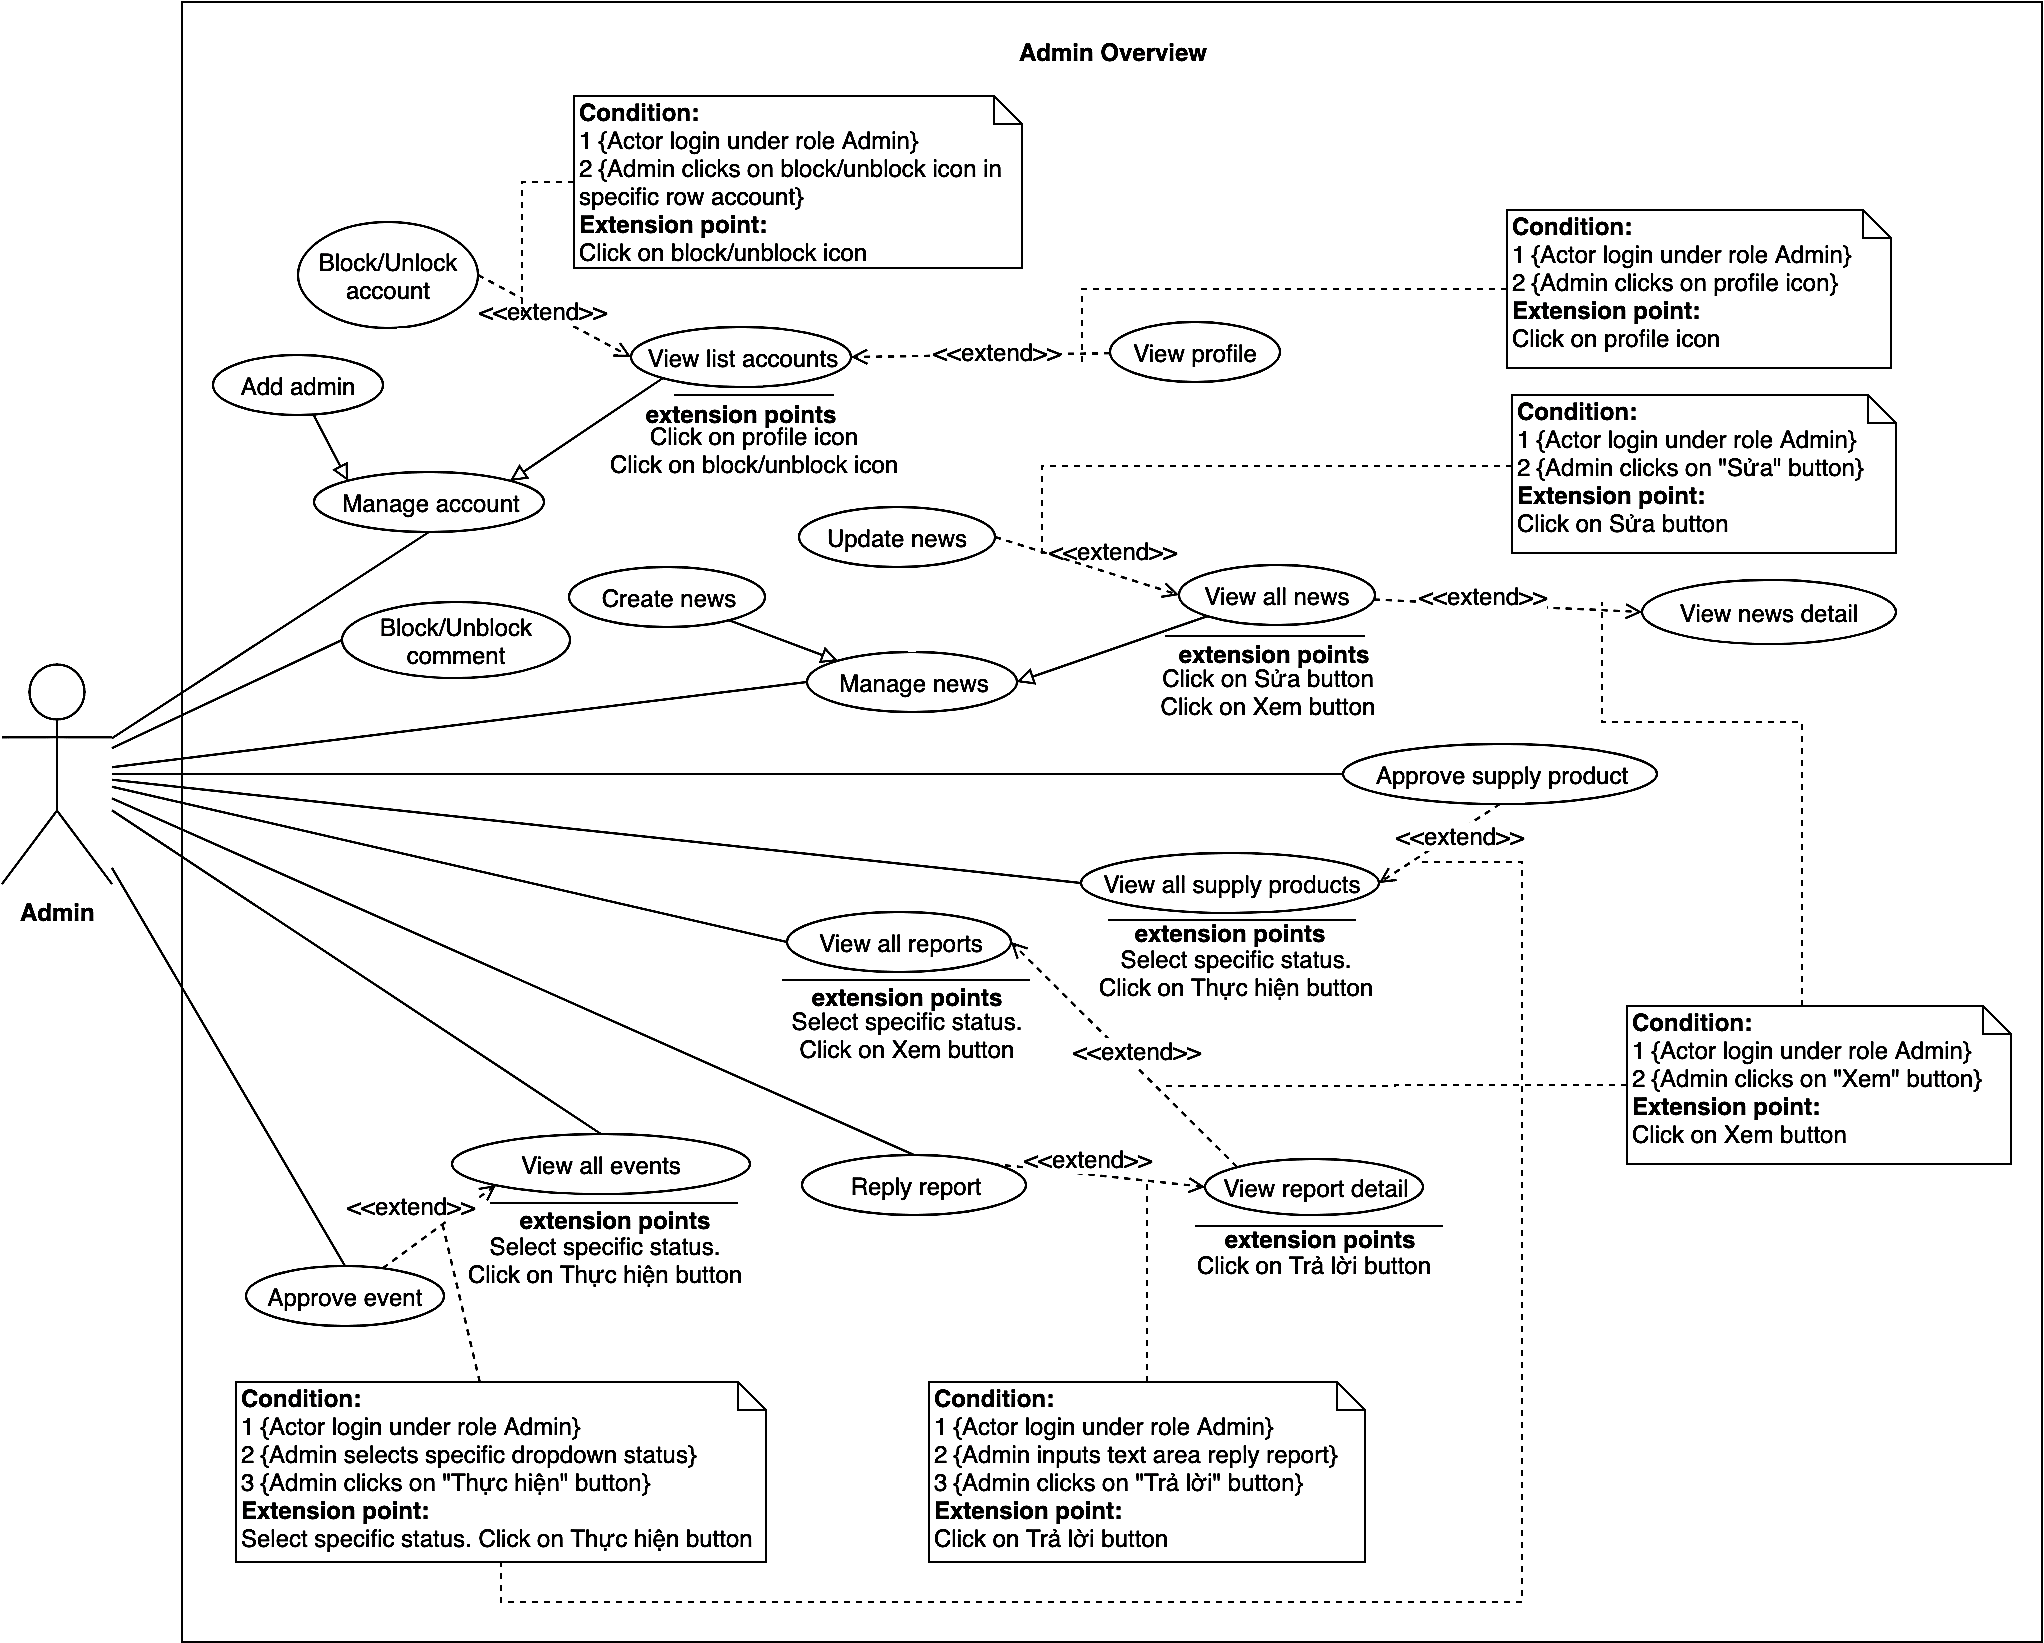 Admin Overview
Condition:
1 {Actor login under role Admin}
2 {Admin clicks on block/unblock icon in
specific row account}
Extension point:
Click on block/unblock icon
Condition:
1 {Actor login under role Admin}
2 {Admin clicks on profile icon}
Extension point:
Click on profile icon
Block/Unlock
account
<<extend>>
View list accounts
<<extend>>
View profile
Add admin
extension points
Click on profile icon
Click on block/unblock icon
Condition:
1 {Actor login under role Admin}
2 {Admin clicks on "Sửa" button}
Extension point:
Click on Sửa button
Manage account
Update news
<<extend>>
Create news
View all news
<<extend>>
View news detail
Block/Unblock
comment
extension points
Click on Sửa button
Click on Xem button
Manage news
Approve supply product
<<extend>>
View all supply products
Admin
extension points
Select specific status.
Click on Thực hiện button
View all reports
extension points
Select specific status.
Click on Xem button
<<extend>>
Condition:
1 {Actor login under role Admin}
2 {Admin clicks on "Xem" button}
Extension point:
Click on Xem button
View all events
<<extend>>
extension points
Select specific status.
Click on Thực hiện button
Reply report
<<extend>>
View report detail
extension points
Click on Trả lời button
Approve event
Condition:
1 {Actor login under role Admin}
2 {Admin selects specific dropdown status}
3 {Admin clicks on "Thực hiện" button}
Extension point:
Select specific status. Click on Thực hiện button
Condition:
1 {Actor login under role Admin}
2 {Admin inputs text area reply report}
3 {Admin clicks on "Trả lời" button}
Extension point:
Click on Trả lời button